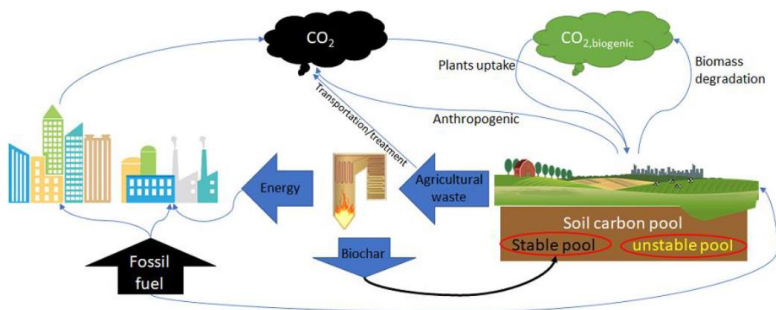 CO2
CO2,biogenic
Plants uptake
Biomass
degradation
Transportation/treatment
Anthropogenic
Energy
Agricultural
waste
Soil carbon pool
Stable pool
unstable pool
Biochar
Fossil
fuel